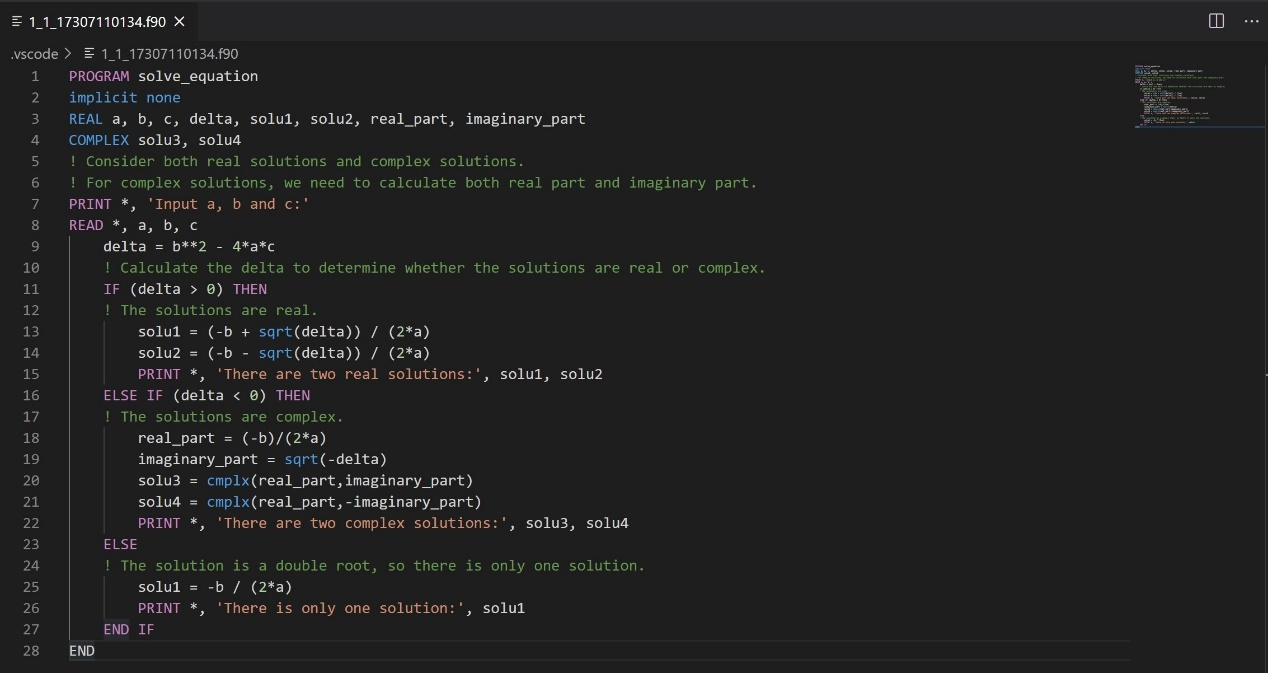 1_1_17307110134.f90
.vscode > 1_1_17307110134.f90
1 PROGRAM solve_equation
2 implicit none
3 REAL a, b, c, delta, solu1, solu2, real_part, imaginary_part
4 COMPLEX solu3, solu4
5 ! Consider both real solutions and complex solutions.
6 ! For complex solutions, we need to calculate both real part and imaginary part.
7 PRINT *, 'Input a, b and c:'
8 READ *, a, b, c
9     delta = b**2 - 4*a*c
10     ! Calculate the delta to determine whether the solutions are real or complex.
11     IF (delta > 0) THEN
12     ! The solutions are real.
13         solu1 = (-b + sqrt(delta)) / (2*a)
14         solu2 = (-b - sqrt(delta)) / (2*a)
15         PRINT *, 'There are two real solutions:', solu1, solu2
16     ELSE IF (delta < 0) THEN
17     ! The solutions are complex.
18         real_part = (-b)/(2*a)
19         imaginary_part = sqrt(-delta)
20         solu3 = cmplx(real_part,imaginary_part)
21         solu4 = cmplx(real_part,-imaginary_part)
22         PRINT *, 'There are two complex solutions:', solu3, solu4
23     ELSE
24     ! The solution is a double root, so there is only one solution.
25         solu1 = -b / (2*a)
26         PRINT *, 'There is only one solution:', solu1
27     END IF
28 END